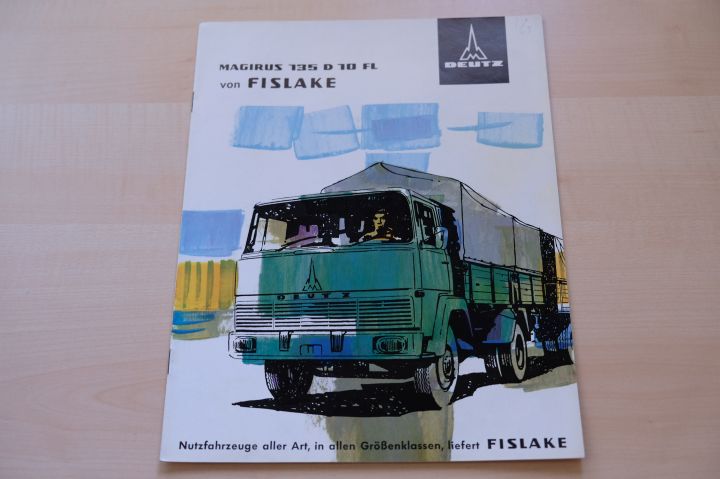 MAGIRUS 135 D 10 FL
von FISLAKE
DEUTZ
DEUTZ
Nutzfahrzeuge aller Art, in allen Größenklassen, liefert FISLAKE